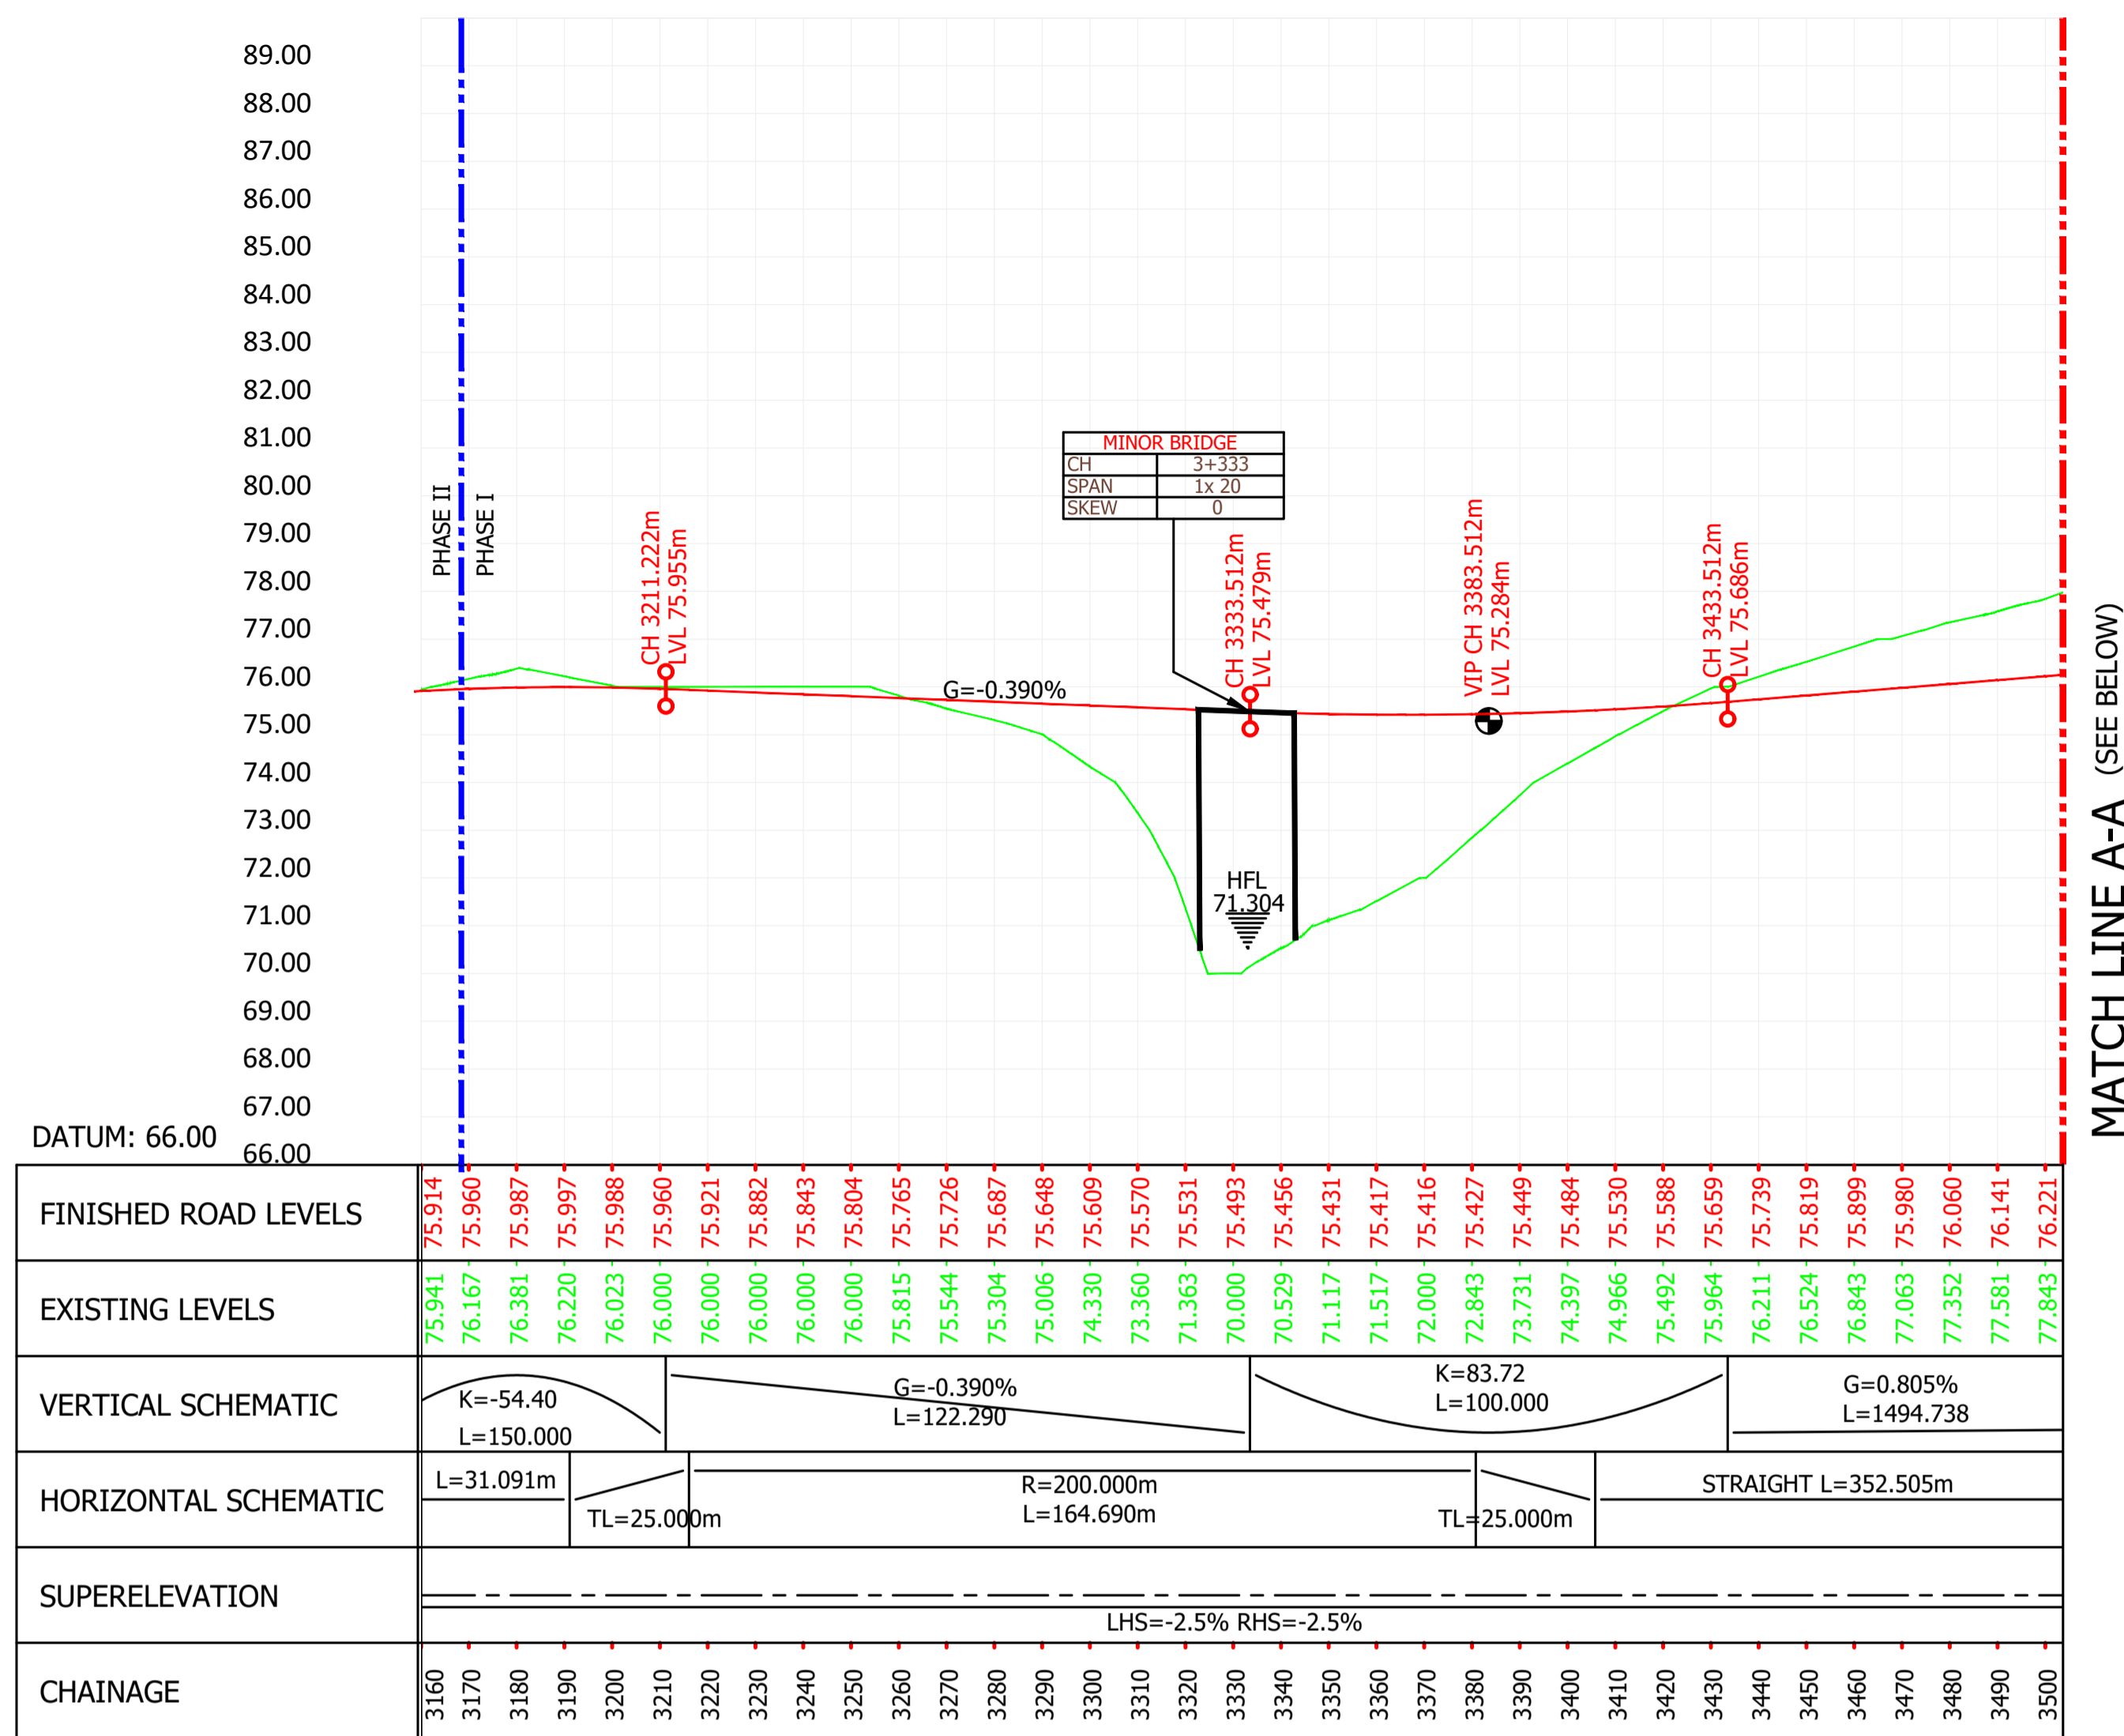 89.00
88.00
87.00
86.00
85.00
84.00
83.00
82.00
81.00
80.00
79.00
78.00
77.00
76.00
75.00
74.00
73.00
72.00
71.00
70.00
69.00
68.00
67.00
66.00
DATUM: 66.00
PHASE II
PHASE I
CH 3211.222m
LVL 75.955m
G=-0.390%
MINOR BRIDGE
CH 3+333
SPAN 1x 20
SKEW 0
CH 3333.512m
LVL 75.479m
HFL
71.304
VIP CH 3383.512m
LVL 75.284m
CH 3433.512m
LVL 75.686m
MATCH LINE A-A (SEE BELOW)
FINISHED ROAD LEVELS 75.914 75.960 75.987 75.997 75.988 75.960 75.921 75.882 75.843 75.804 75.765 75.726 75.687 75.648 75.609 75.570 75.531 75.493 75.456 75.431 75.417 75.416 75.427 75.449 75.484 75.530 75.588 75.659 75.739 75.819 75.899 75.980 76.060 76.141 76.221
EXISTING LEVELS 75.941 76.167 76.381 76.220 76.023 76.000 76.000 76.000 76.000 76.000 75.815 75.544 75.304 75.006 74.330 73.360 71.363 70.000 70.529 71.117 71.517 72.000 72.843 73.731 74.397 74.966 75.492 75.964 76.211 76.524 76.843 77.063 77.352 77.581 77.843
VERTICAL SCHEMATIC
K=-54.40
L=150.000
G=-0.390%
L=122.290
K=83.72
L=100.000
G=0.805%
L=1494.738
HORIZONTAL SCHEMATIC
L=31.091m
TL=25.000m
R=200.000m
L=164.690m
TL=25.000m
STRAIGHT L=352.505m
SUPERELEVATION
LHS=-2.5% RHS=-2.5%
CHAINAGE 3160 3170 3180 3190 3200 3210 3220 3230 3240 3250 3260 3270 3280 3290 3300 3310 3320 3330 3340 3350 3360 3370 3380 3390 3400 3410 3420 3430 3440 3450 3460 3470 3480 3490 3500